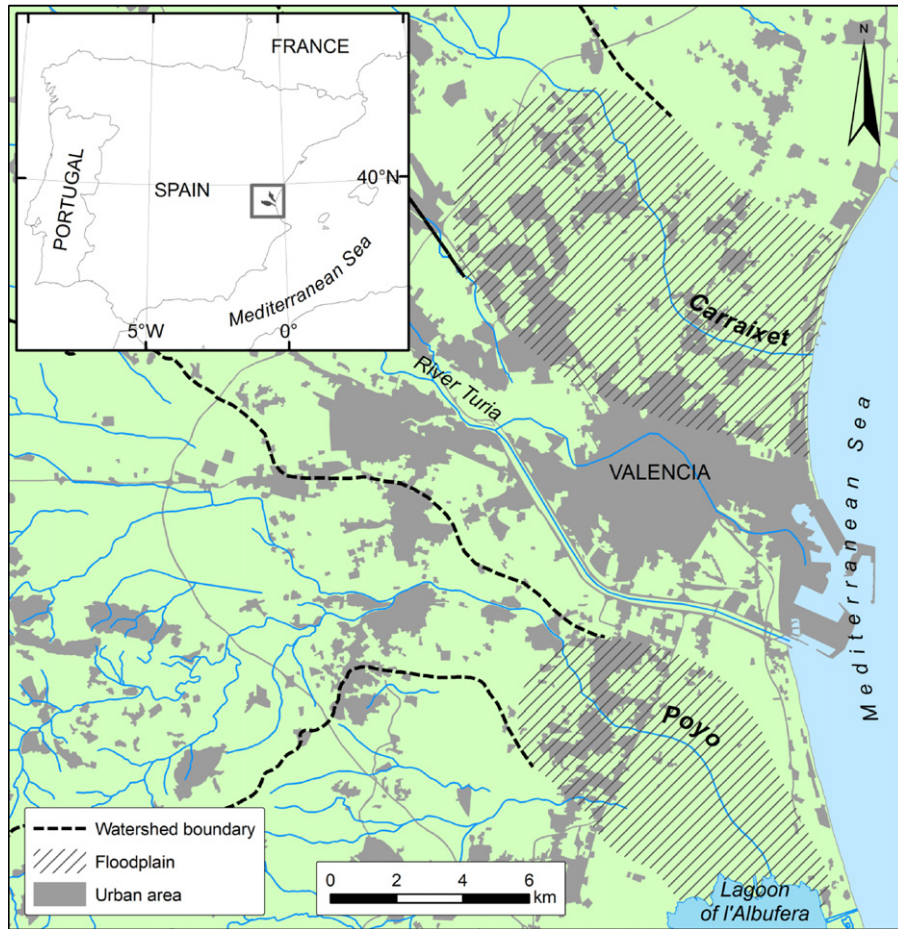 FRANCE
N
PORTUGAL
SPAIN
40°N
Mediterranean Sea
5°W
0°
Carraixet
River Turia
VALENCIA
Mediterranean Sea
Poyo
Watershed boundary
Floodplain
Urban area
0 2 4 6
km
Lagoon
of l'Albufera